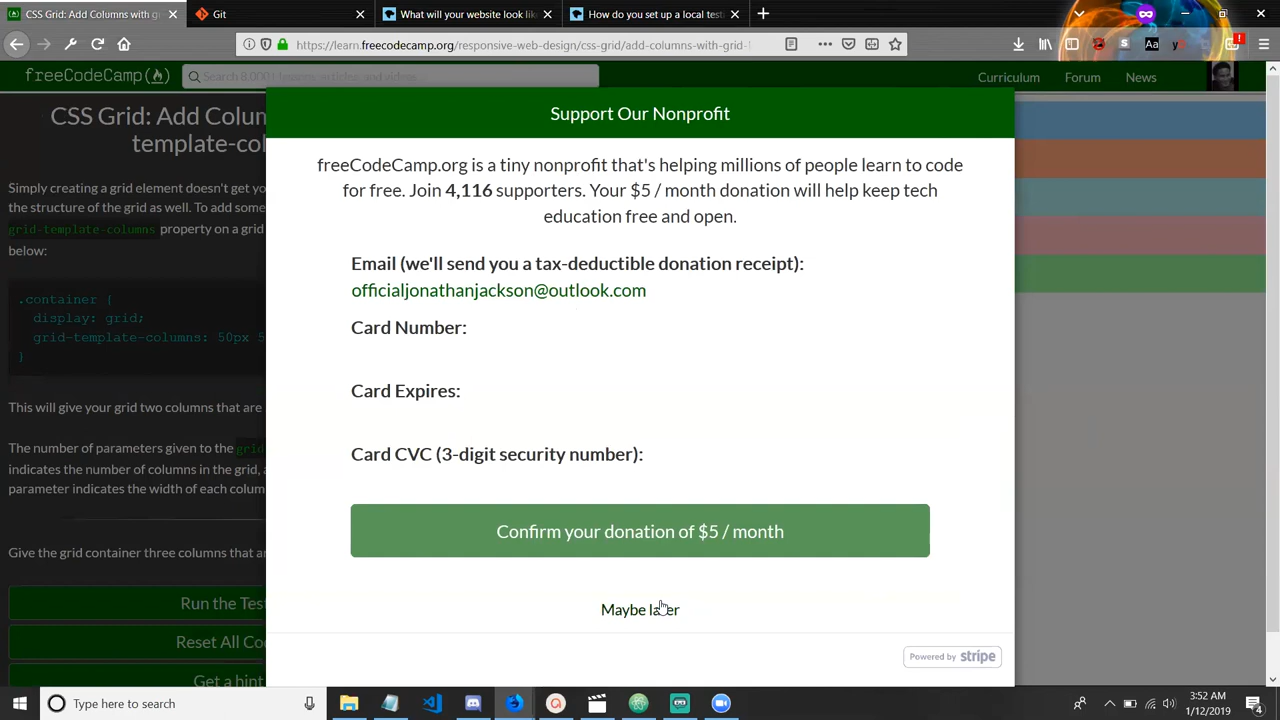 CSS Grid: Add Columns with g
Git
What will your website look lik
How do you set up a local test
https://learn.freecodecamp.org/responsive-web-design/css-grid/add-columns-with-grid-t
freeCodeCamp(🔥)
Search 8,000+ lessons, articles, and videos
Curriculum
Forum
News
CSS Grid: Add Colum
template-col
Simply creating a grid element doesn't get yo
the structure of the grid as well. To add some
grid-template-columns property on a grid
below:
.container {
display: grid;
grid-template-columns: 50px 5
}
This will give your grid two columns that are
The number of parameters given to the grid
indicates the number of columns in the grid, a
parameter indicates the width of each colum
Give the grid container three columns that ar
Run the Test
Reset All Co
Get a hint
Support Our Nonprofit
freeCodeCamp.org is a tiny nonprofit that's helping millions of people learn to code
for free. Join 4,116 supporters. Your $5 / month donation will help keep tech
education free and open.
Email (we'll send you a tax-deductible donation receipt):
officialjonathanjackson@outlook.com
Card Number:
Card Expires:
Card CVC (3-digit security number):
Confirm your donation of $5 / month
Maybe later
Powered by stripe
Type here to search
3:52 AM
1/12/2019
4